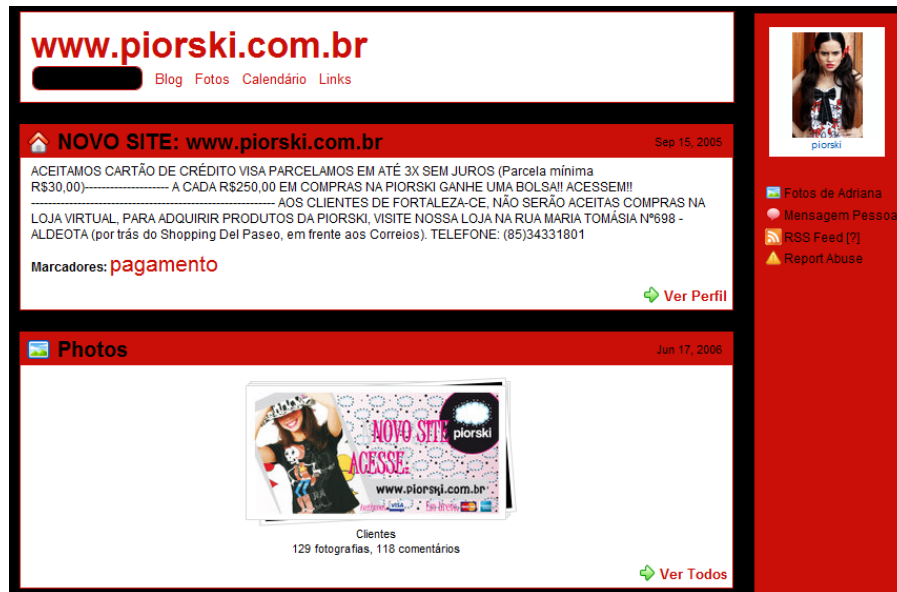 www.piorski.com.br
Blog Fotos Calendário Links
NOVO SITE: www.piorski.com.br
Sep 15, 2005
ACEITAMOS CARTÃO DE CRÉDITO VISA PARCELAMOS EM ATÉ 3X SEM JUROS (Parcela mínima
R$30,00)-------------------- A CADA R$250,00 EM COMPRAS NA PIORSKI GANHE UMA BOLSA!! ACESSEM!!
---------------------------------------------------------- AOS CLIENTES DE FORTALEZA-CE, NÃO SERÃO ACEITAS COMPRAS NA
LOJA VIRTUAL, PARA ADQUIRIR PRODUTOS DA PIORSKI, VISITE NOSSA LOJA NA RUA MARIA TOMÁSIA Nº698 -
ALDEOTA (por trás do Shopping Del Paseo, em frente aos Correios). TELEFONE: (85)34331801
Marcadores: pagamento
Ver Perfil
Photos
Jun 17, 2006
NOVO SITE
piorski
ACESSE:
www.piorski.com.br
VISA
Clientes
129 fotografias, 118 comentários
Ver Todos
piorski
Fotos de Adriana
Mensagem Pessoa
RSS Feed [?]
Report Abuse